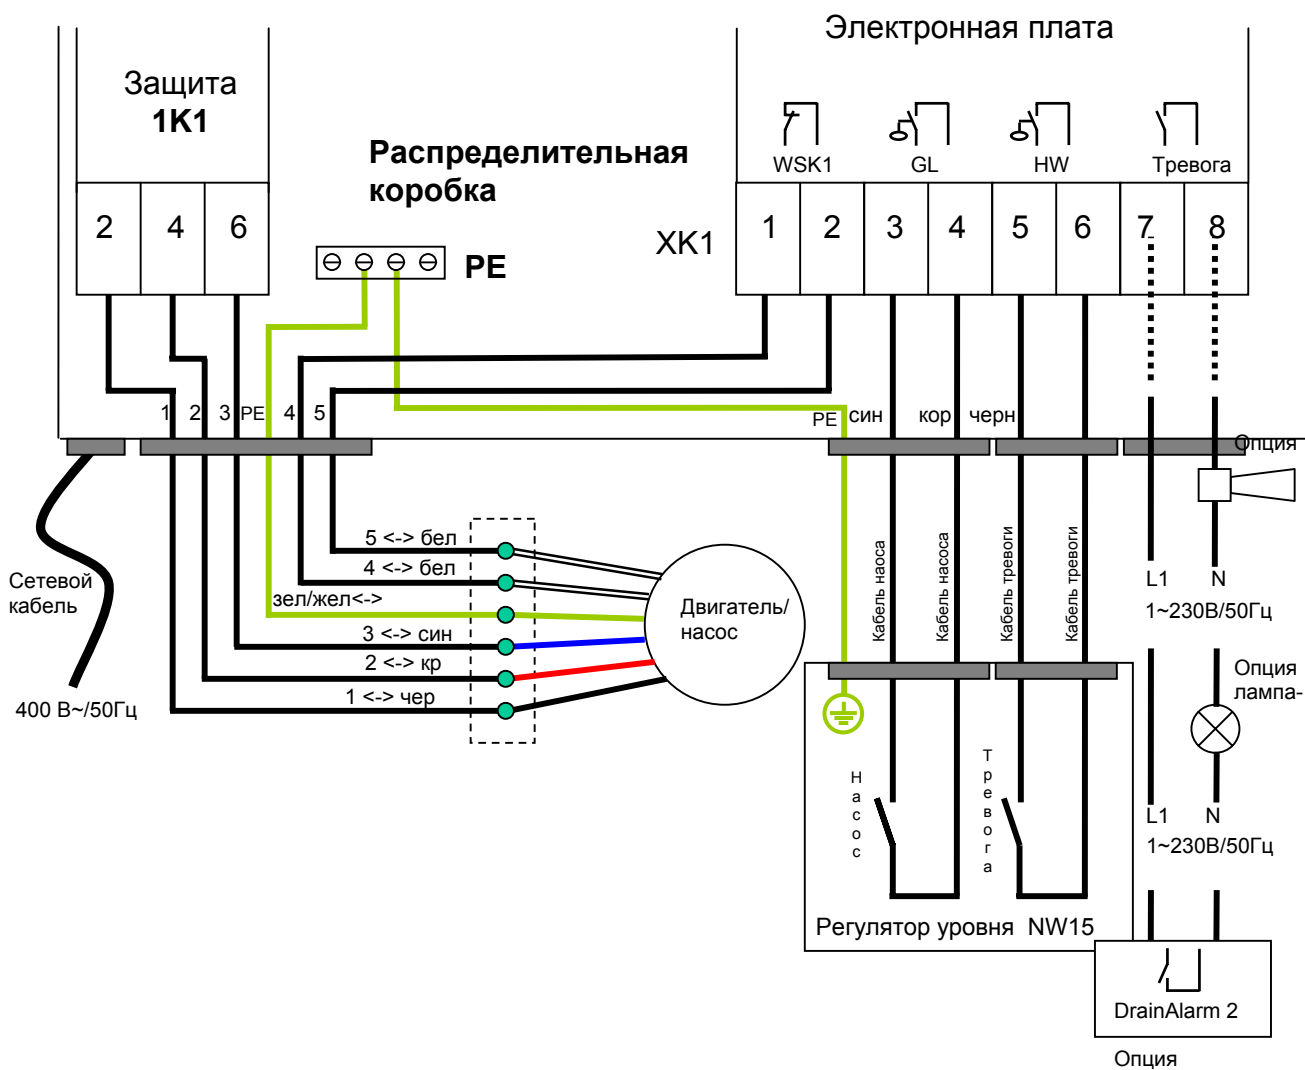 Электронная плата
Защита
1K1
Распределительная
коробка
WSK1 GL HW Тревога
2 4 6
PE
XK1
1 2 3 4 5 6 7 8
1 2 3 PE 4 5
PE син кор черн
Опция
5 <-> бел
4 <-> бел
зел/жел<->
3 <-> син
2 <-> кр
1 <-> чер
Сетевой
кабель
400 В~/50Гц
Двигатель/
насос
Кабель насоса
Кабель насоса
Кабель тревоги
Кабель тревоги
L1 N
1~230В/50Гц
Опция
лампа-
Насос
Тревога
L1 N
1~230В/50Гц
Регулятор уровня NW15
DrainAlarm 2
Опция